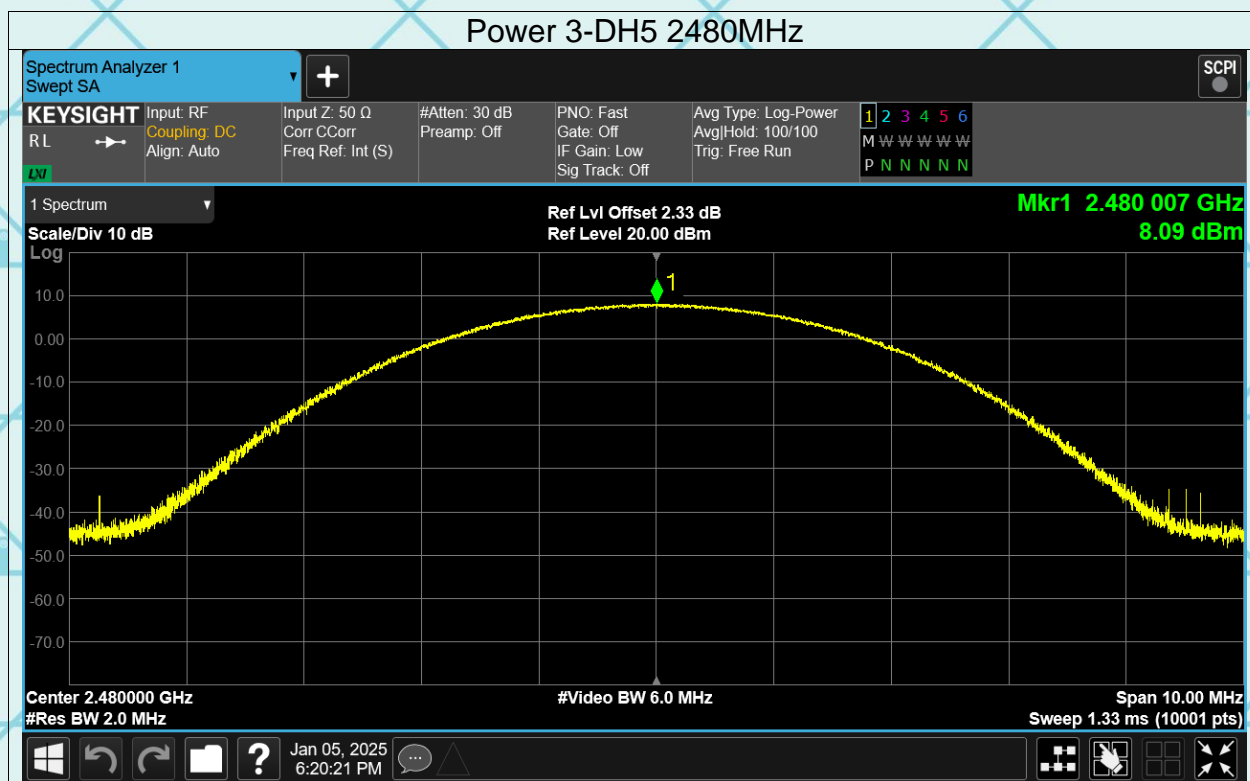 Power 3-DH5 2480MHz
Spectrum Analyzer 1
Swept SA
▼
+
SCPI
KEYSIGHT
RL
LXI
Input: RF
Coupling: DC
Align: Auto
Input Z: 50 Ω
Corr CCorr
Freq Ref: Int (S)
#Atten: 30 dB
Preamp: Off
PNO: Fast
Gate: Off
IF Gain: Low
Sig Track: Off
Avg Type: Log-Power
Avg|Hold: 100/100
Trig: Free Run
1 2 3 4 5 6
M W W W W W
P N N N N N
1 Spectrum ▼
Scale/Div 10 dB
Ref Lvl Offset 2.33 dB
Ref Level 20.00 dBm
Mkr1 2.480 007 GHz
8.09 dBm
Log
1
10.0
0.00
-10.0
-20.0
-30.0
-40.0
-50.0
-60.0
-70.0
Center 2.480000 GHz
#Video BW 6.0 MHz
Span 10.00 MHz
#Res BW 2.0 MHz
Sweep 1.33 ms (10001 pts)
?
Jan 05, 2025
6:20:21 PM
...